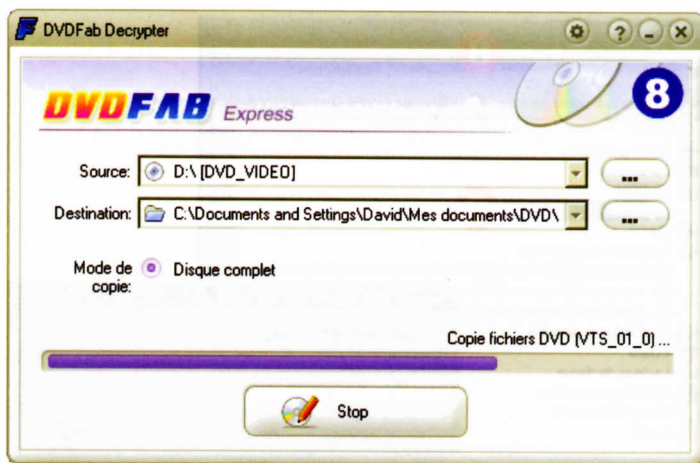 DVDFab Decrypter
DVDFAB Express
8
Source: D:\ [DVD_VIDEO]
...
Destination: C:\Documents and Settings\David\Mes documents\DVD\
...
Mode de copie: Disque complet
Copie fichiers DVD (VTS_01_0) ...
Stop